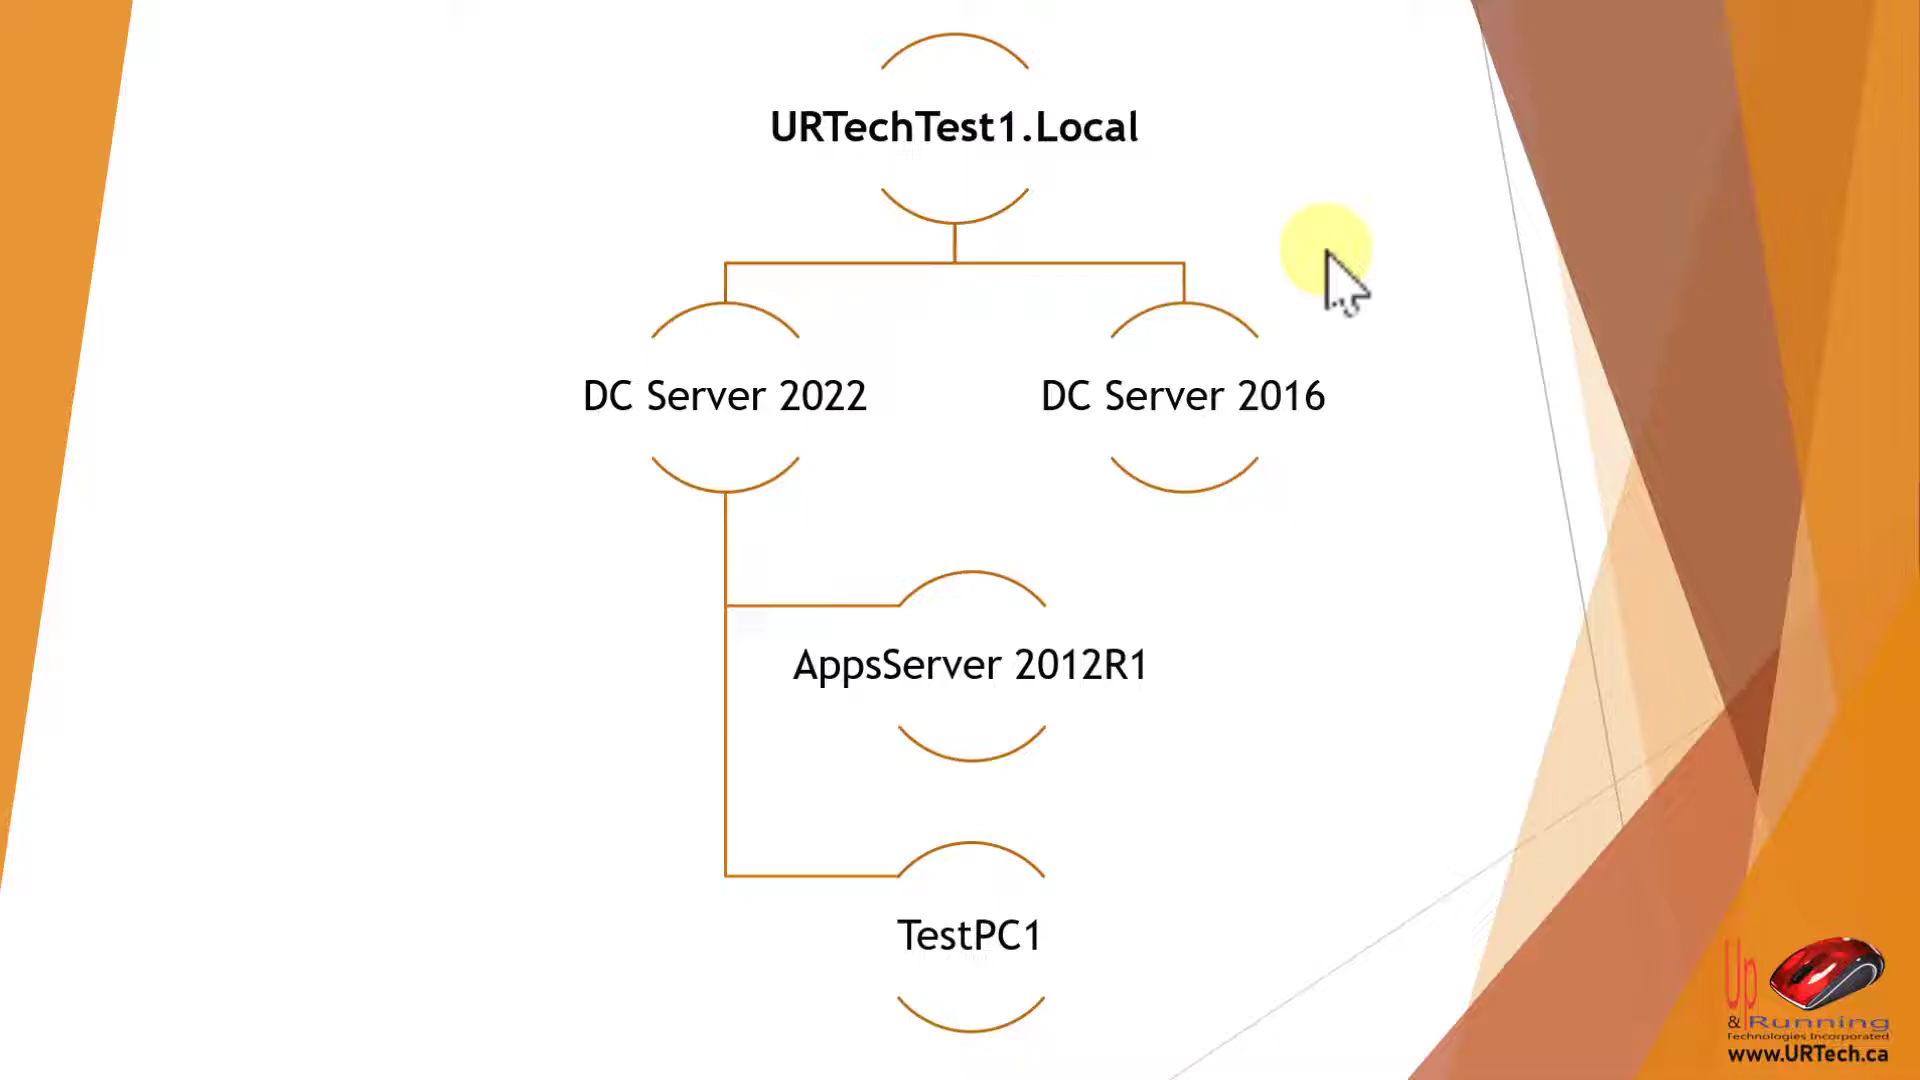 URTechTest1.Local
DC Server 2022
DC Server 2016
AppsServer 2012R1
TestPC1
Up
& Running
Technologies Incorporated
www.URTech.ca